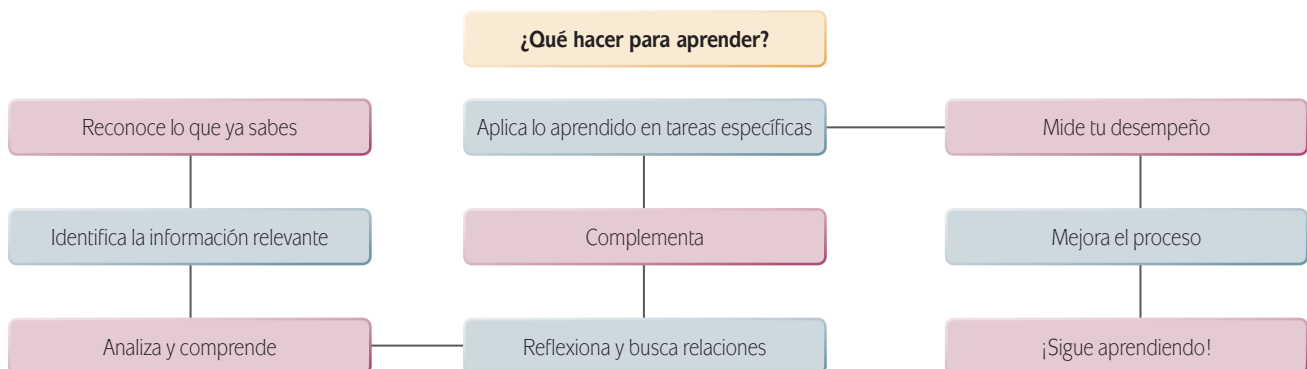 ¿Qué hacer para aprender?
Reconoce lo que ya sabes
Identifica la información relevante
Analiza y comprende
Reflexiona y busca relaciones
Complementa
Aplica lo aprendido en tareas específicas
Mide tu desempeño
Mejora el proceso
¡Sigue aprendiendo!